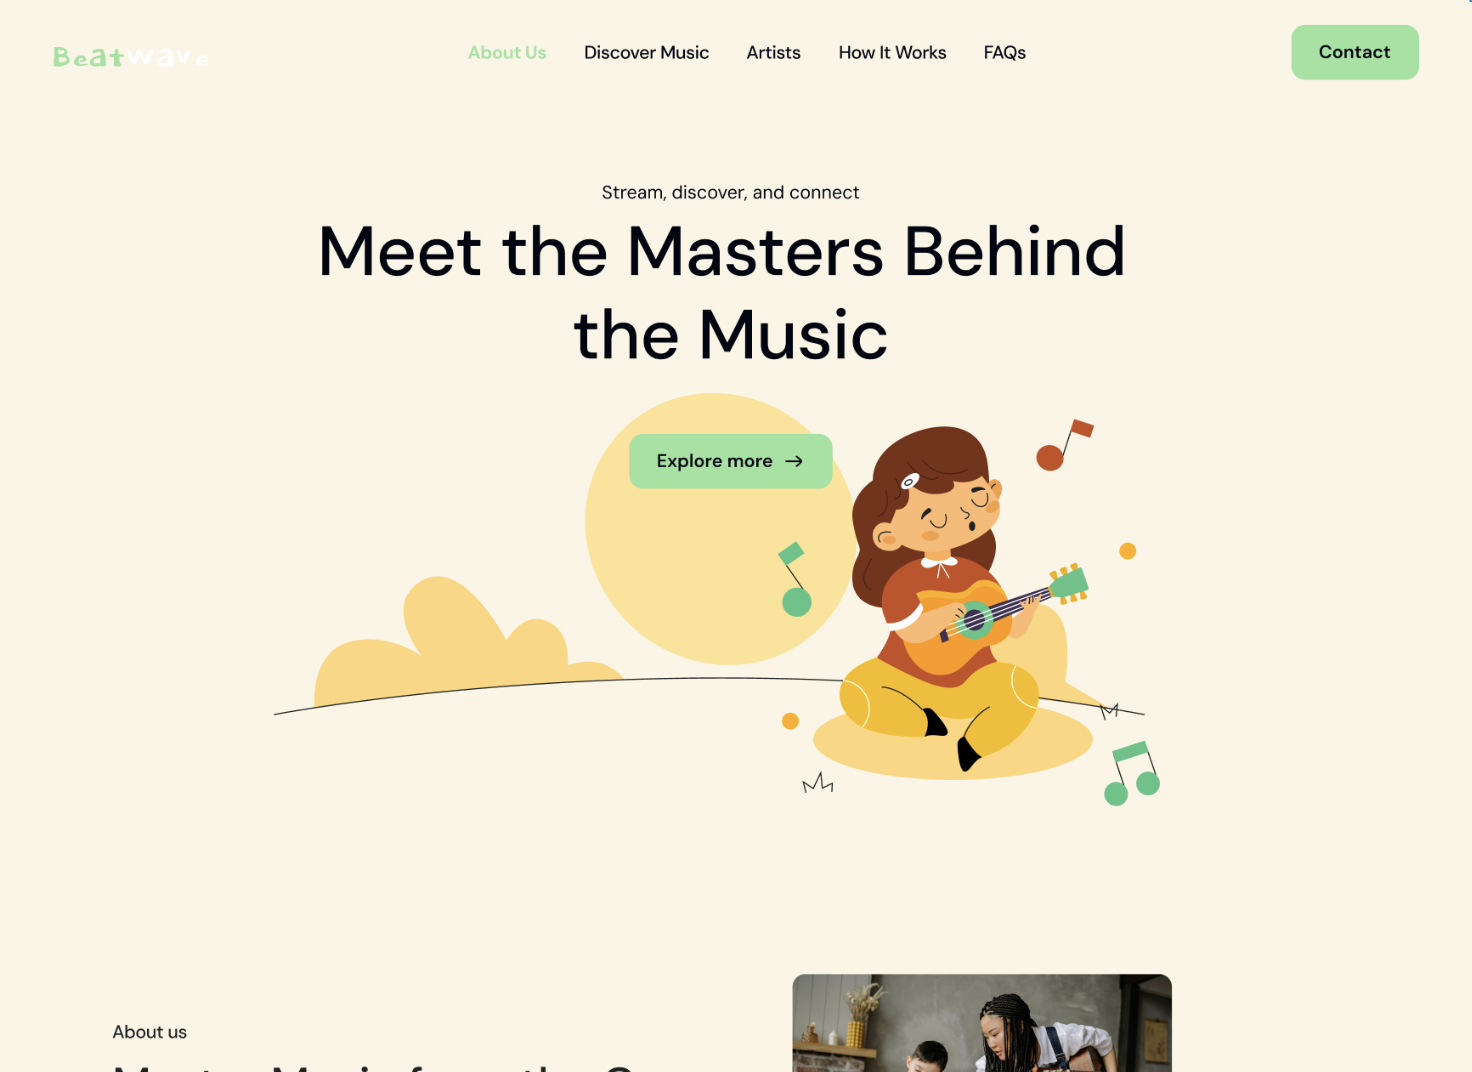 Beatwave
About Us
Discover Music
Artists
How It Works
FAQs
Contact
Stream, discover, and connect
Meet the Masters Behind
the Music
Explore more
About us